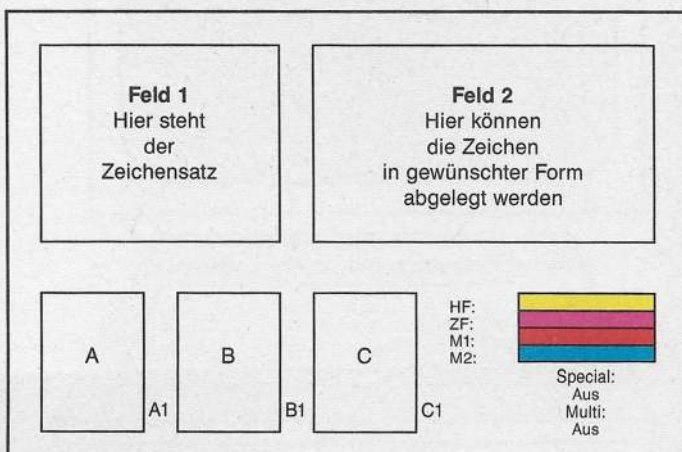 Feld 1
Hier steht
der
Zeichensatz
Feld 2
Hier können
die Zeichen
in gewünschter Form
abgelegt werden
A
A1
B
B1
C
C1
HF:
ZF:
M1:
M2:
Special:
Aus
Multi:
Aus